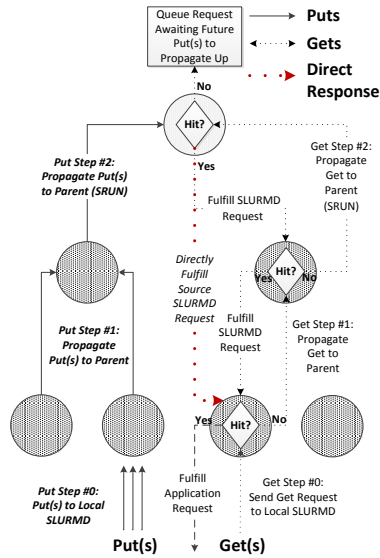 Queue Request
Awaiting Future
Put(s) to
Propagate Up
Puts
Gets
Direct
Response
No
Hit?
Yes
Put Step #2:
Propagate Put(s)
to Parent (SRUN)
Get Step #2:
Propagate
Get to
Parent
(SRUN)
Fulfill SLURMD
Request
Directly
Fulfill
Source
SLURMD
Request
Hit?
Yes
No
Put Step #1:
Propagate
Put(s) to Parent
Fulfill
SLURMD
Request
Get Step #1:
Propagate
Get to
Parent
Yes
Hit?
No
Put Step #0:
Put(s) to Local
SLURMD
Fulfill
Application
Request
Get Step #0:
Send Get Request
to Local SLURMD
Put(s)
Get(s)